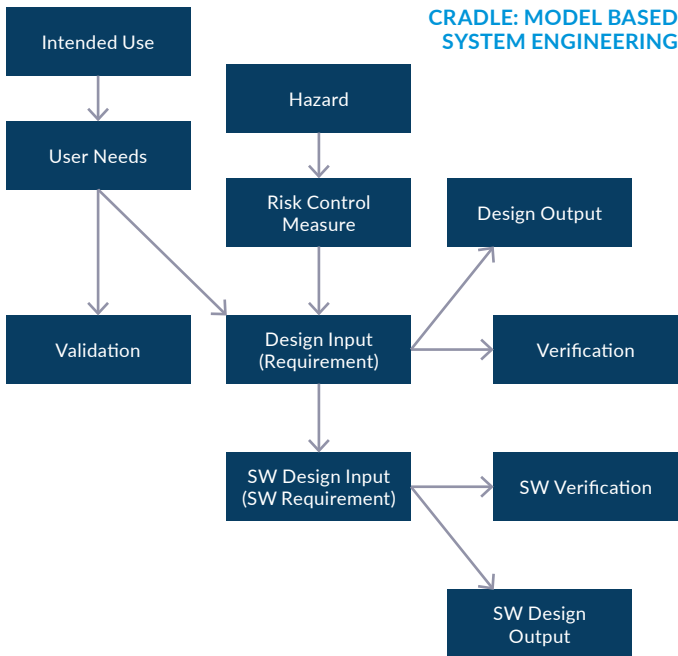 CRADLE: MODEL BASED
SYSTEM ENGINEERING
Intended Use
Hazard
User Needs
Risk Control
Measure
Design Output
Validation
Design Input
(Requirement)
Verification
SW Design Input
(SW Requirement)
SW Verification
SW Design
Output